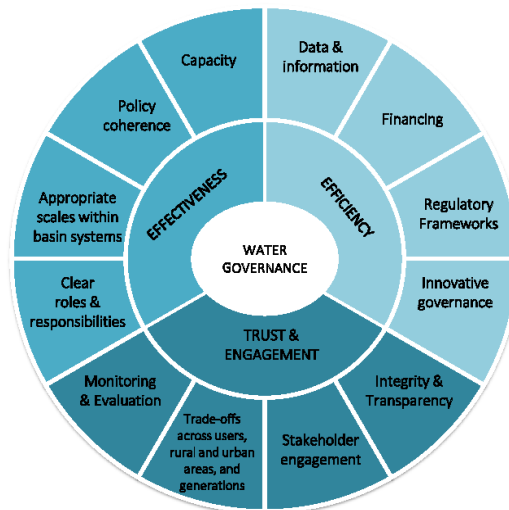 Capacity
Data &
information
Policy
coherence
Financing
Appropriate
scales within
basin systems
EFFECTIVENESS
EFFICIENCY
Regulatory
Frameworks
WATER
GOVERNANCE
Clear
roles &
responsibilities
Innovative
governance
TRUST &
ENGAGEMENT
Monitoring
& Evaluation
Integrity &
Transparency
Trade-offs
across users,
rural and urban
areas, and
generations
Stakeholder
engagement